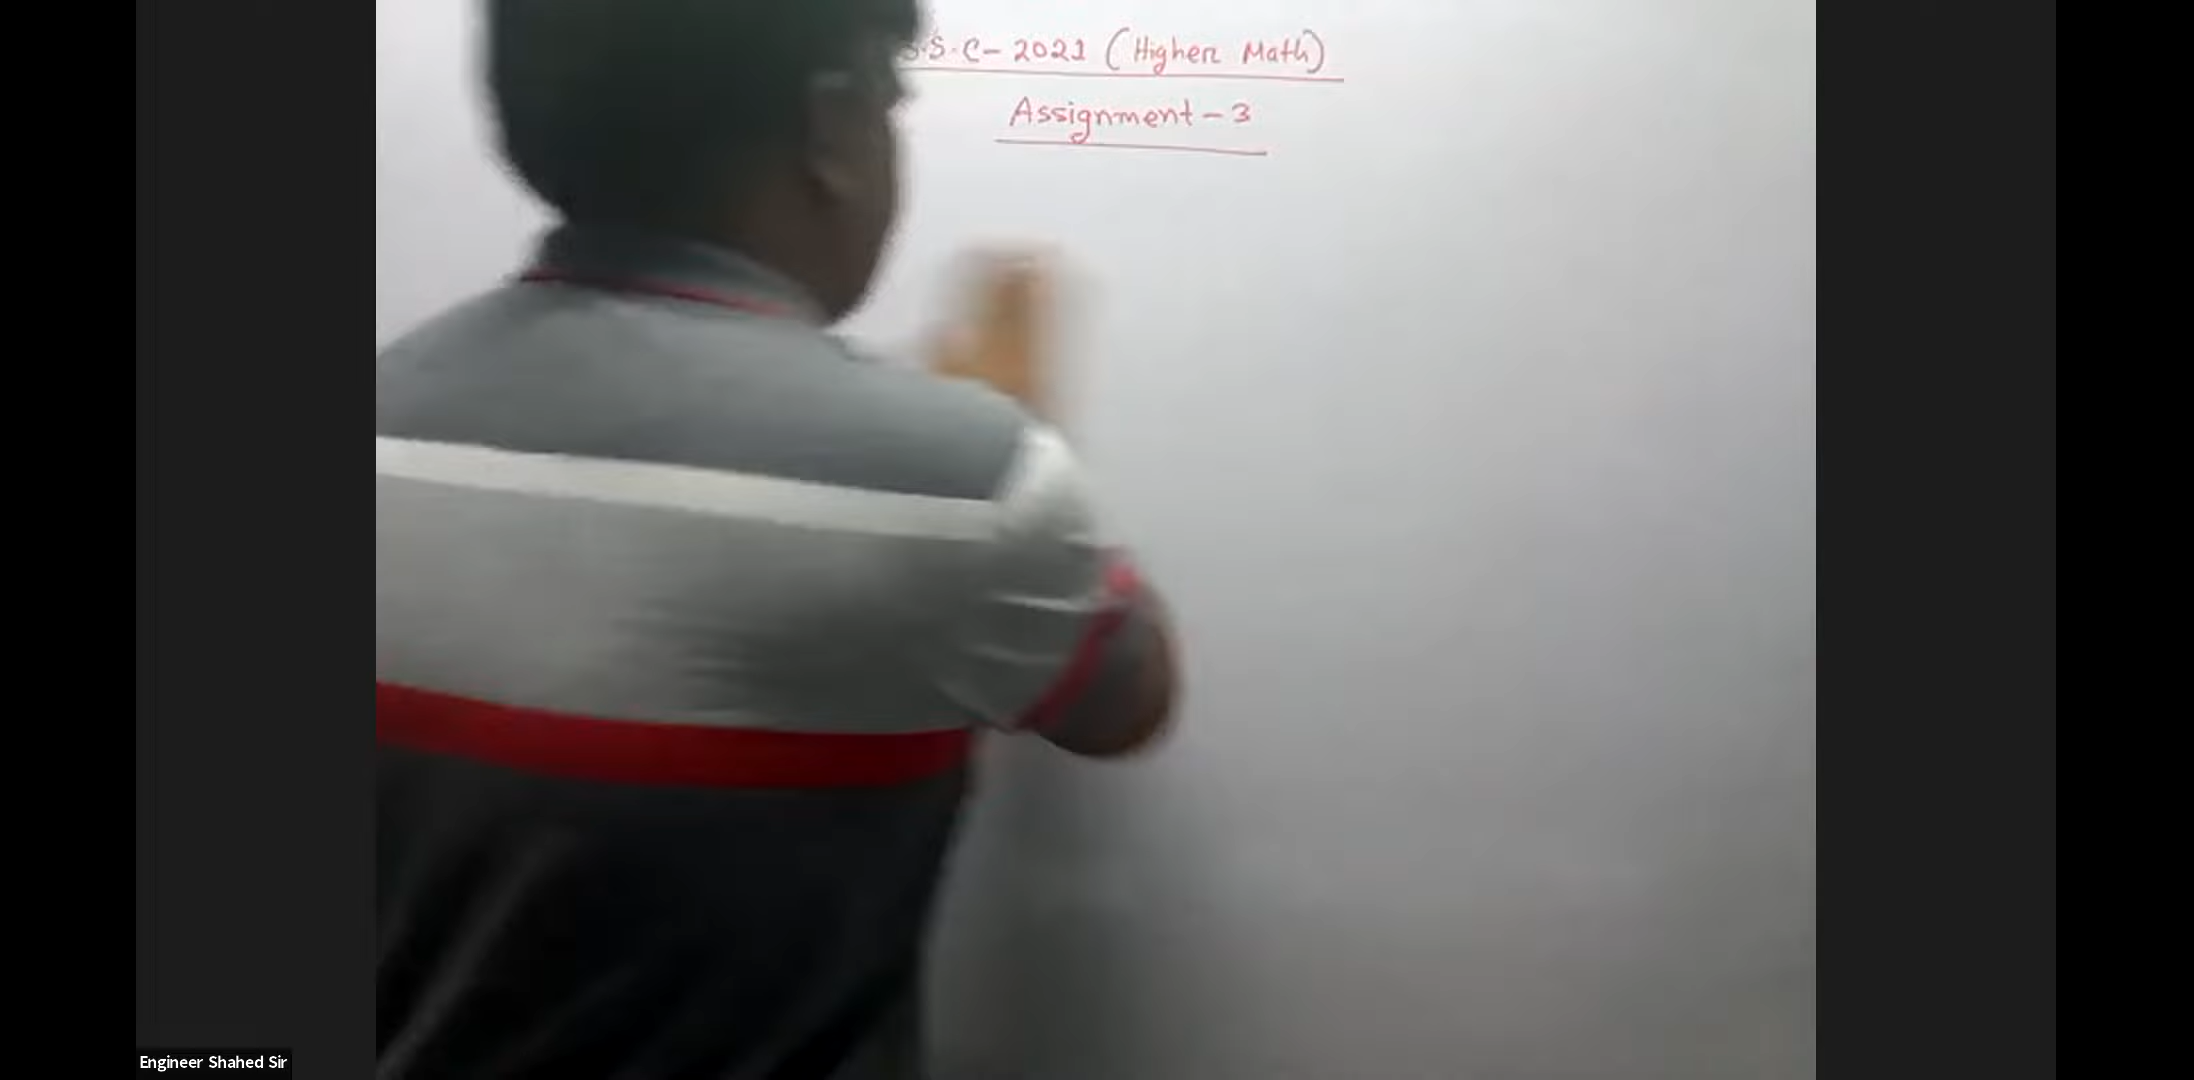 S.S.C- 2021 (Higher Math)
Assignment - 3
Engineer Shahed Sir